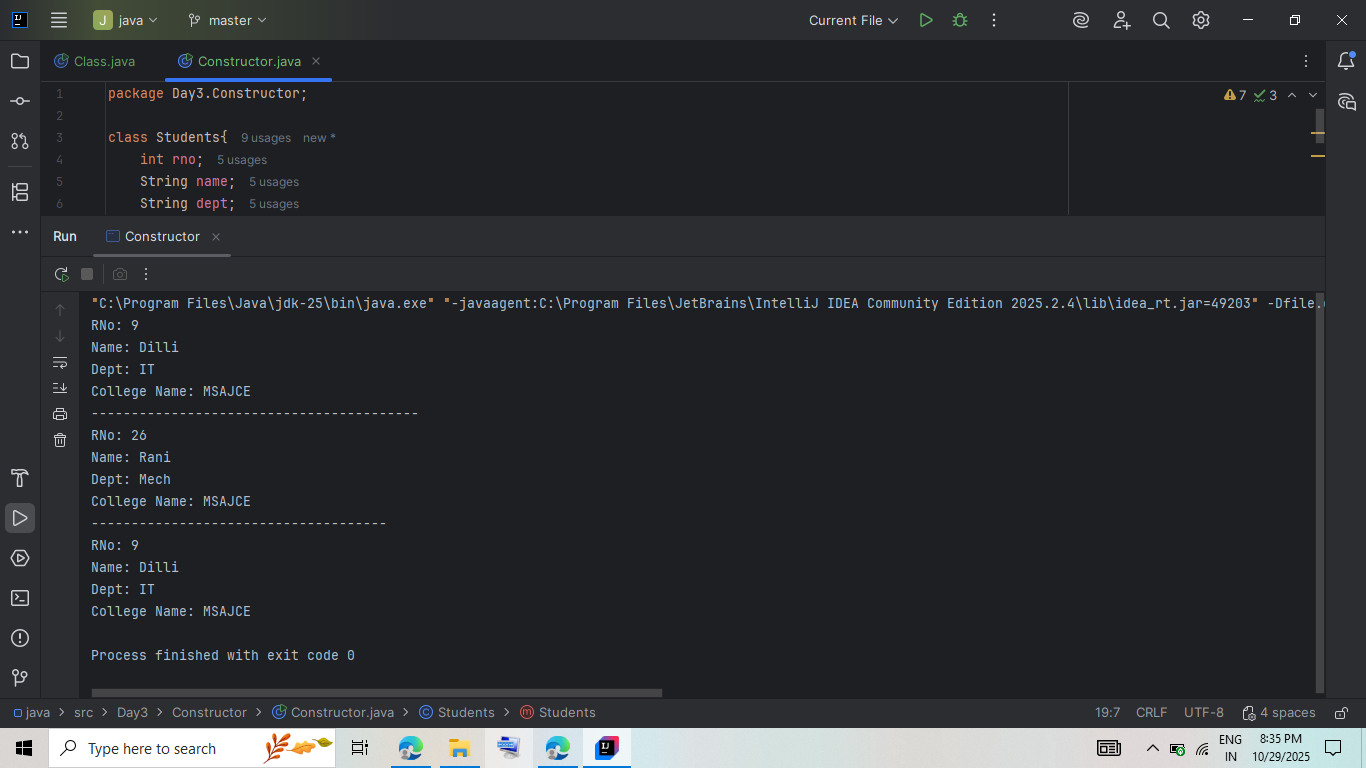 J java master Current File
Class.java Constructor.java
1 package Day3.Constructor; 7 3
2
3 class Students{ 9 usages new *
4 int rno; 5 usages
5 String name; 5 usages
6 String dept; 5 usages
Run Constructor
"C:\Program Files\Java\jdk-25\bin\java.exe" "-javaagent:C:\Program Files\JetBrains\IntelliJ IDEA Community Edition 2025.2.4\lib\idea_rt.jar=49203" -Dfile.
RNo: 9
Name: Dilli
Dept: IT
College Name: MSAJCE
-----------------------------------------
RNo: 26
Name: Rani
Dept: Mech
College Name: MSAJCE
-------------------------------------
RNo: 9
Name: Dilli
Dept: IT
College Name: MSAJCE
Process finished with exit code 0
java > src > Day3 > Constructor > Constructor.java > Students > Students 19:7 CRLF UTF-8 4 spaces
Type here to search
ENG
IN
8:35 PM
10/29/2025